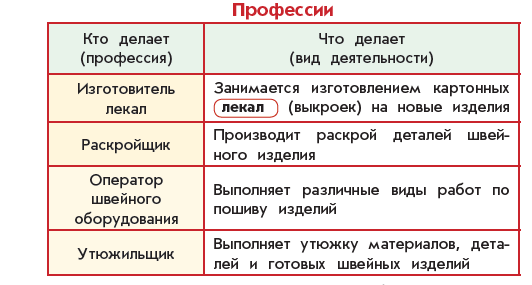 Профессии
Кто делает
(профессия)
Что делает
(вид деятельности)
Изготовитель
лекал
Занимается изготовлением картонных
лекал (выкроек) на новые изделия
Раскройщик
Производит раскрой деталей швей-
ного изделия
Оператор
швейного
оборудования
Выполняет различные виды работ по
пошиву изделий
Утюжильщик
Выполняет утюжку материалов, дета-
лей и готовых швейных изделий